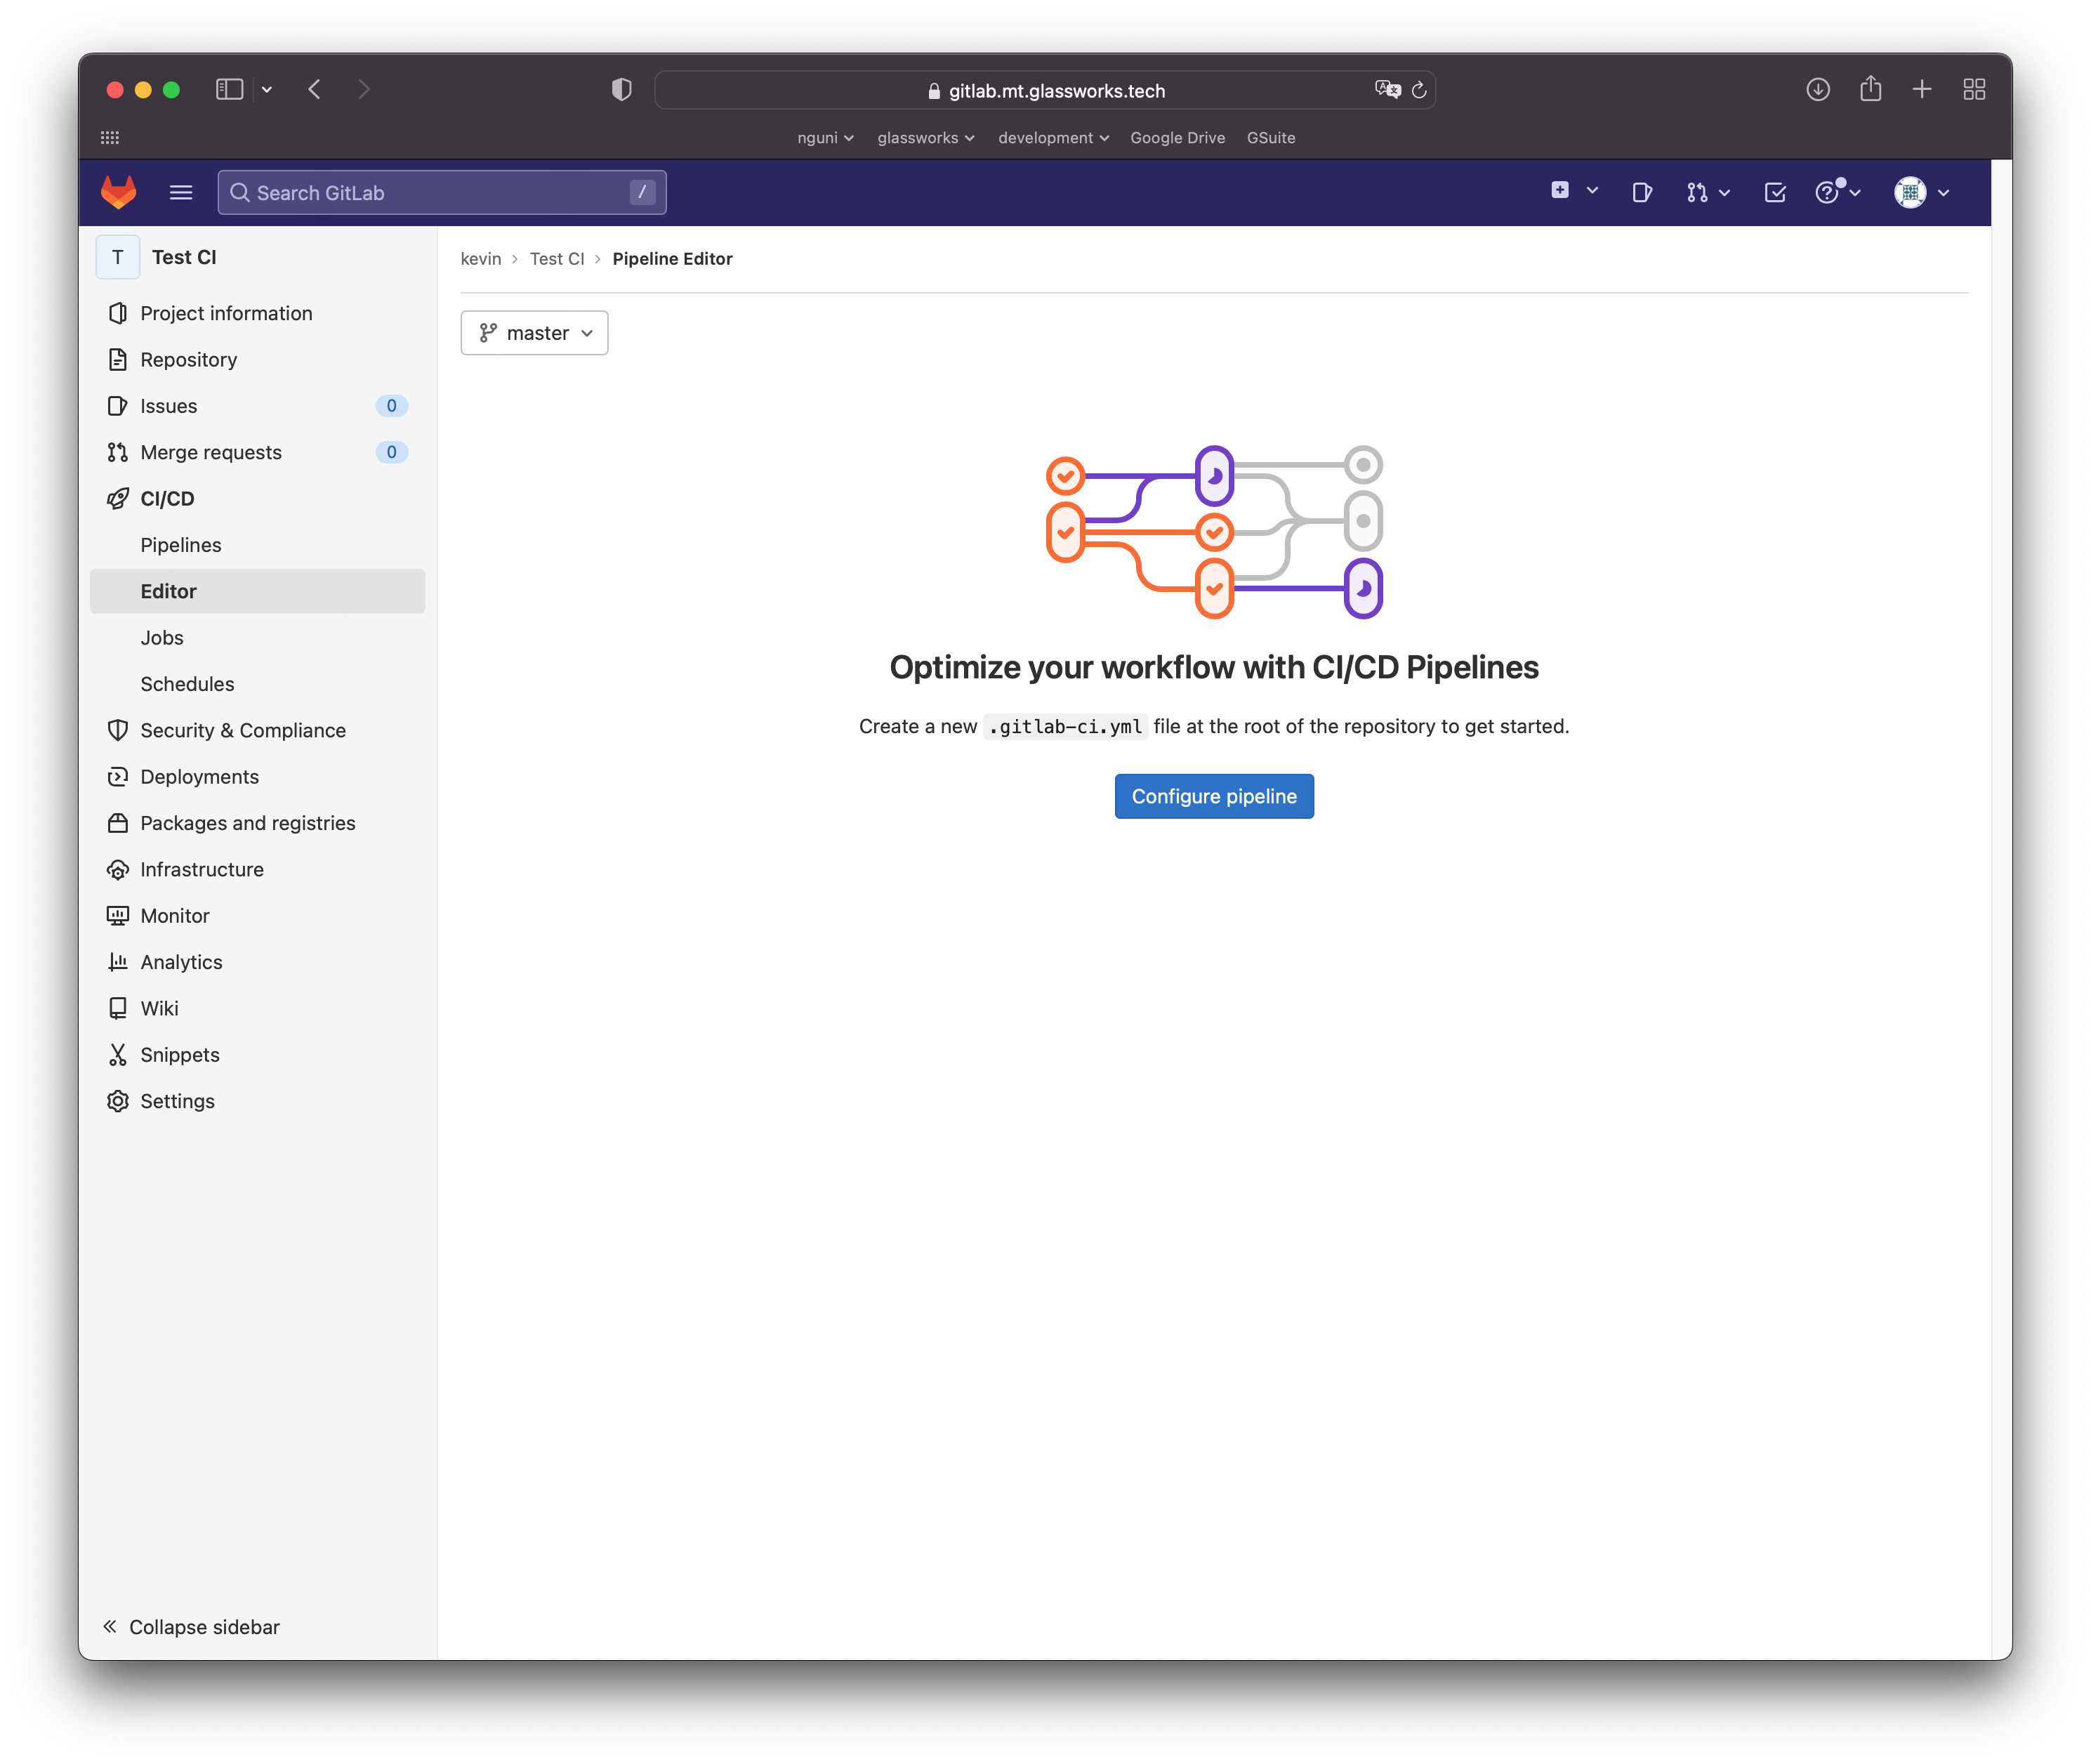 gitlab.mt.glassworks.tech
nguni glassworks development Google Drive GSuite
Search GitLab /
T Test CI
kevin › Test CI › Pipeline Editor
Project information
master
Repository
Issues 0
Merge requests 0
CI/CD
Pipelines
Editor
Jobs
Schedules
Security & Compliance
Deployments
Packages and registries
Infrastructure
Monitor
Analytics
Wiki
Snippets
Settings
Optimize your workflow with CI/CD Pipelines
Create a new .gitlab-ci.yml file at the root of the repository to get started.
Configure pipeline
Collapse sidebar